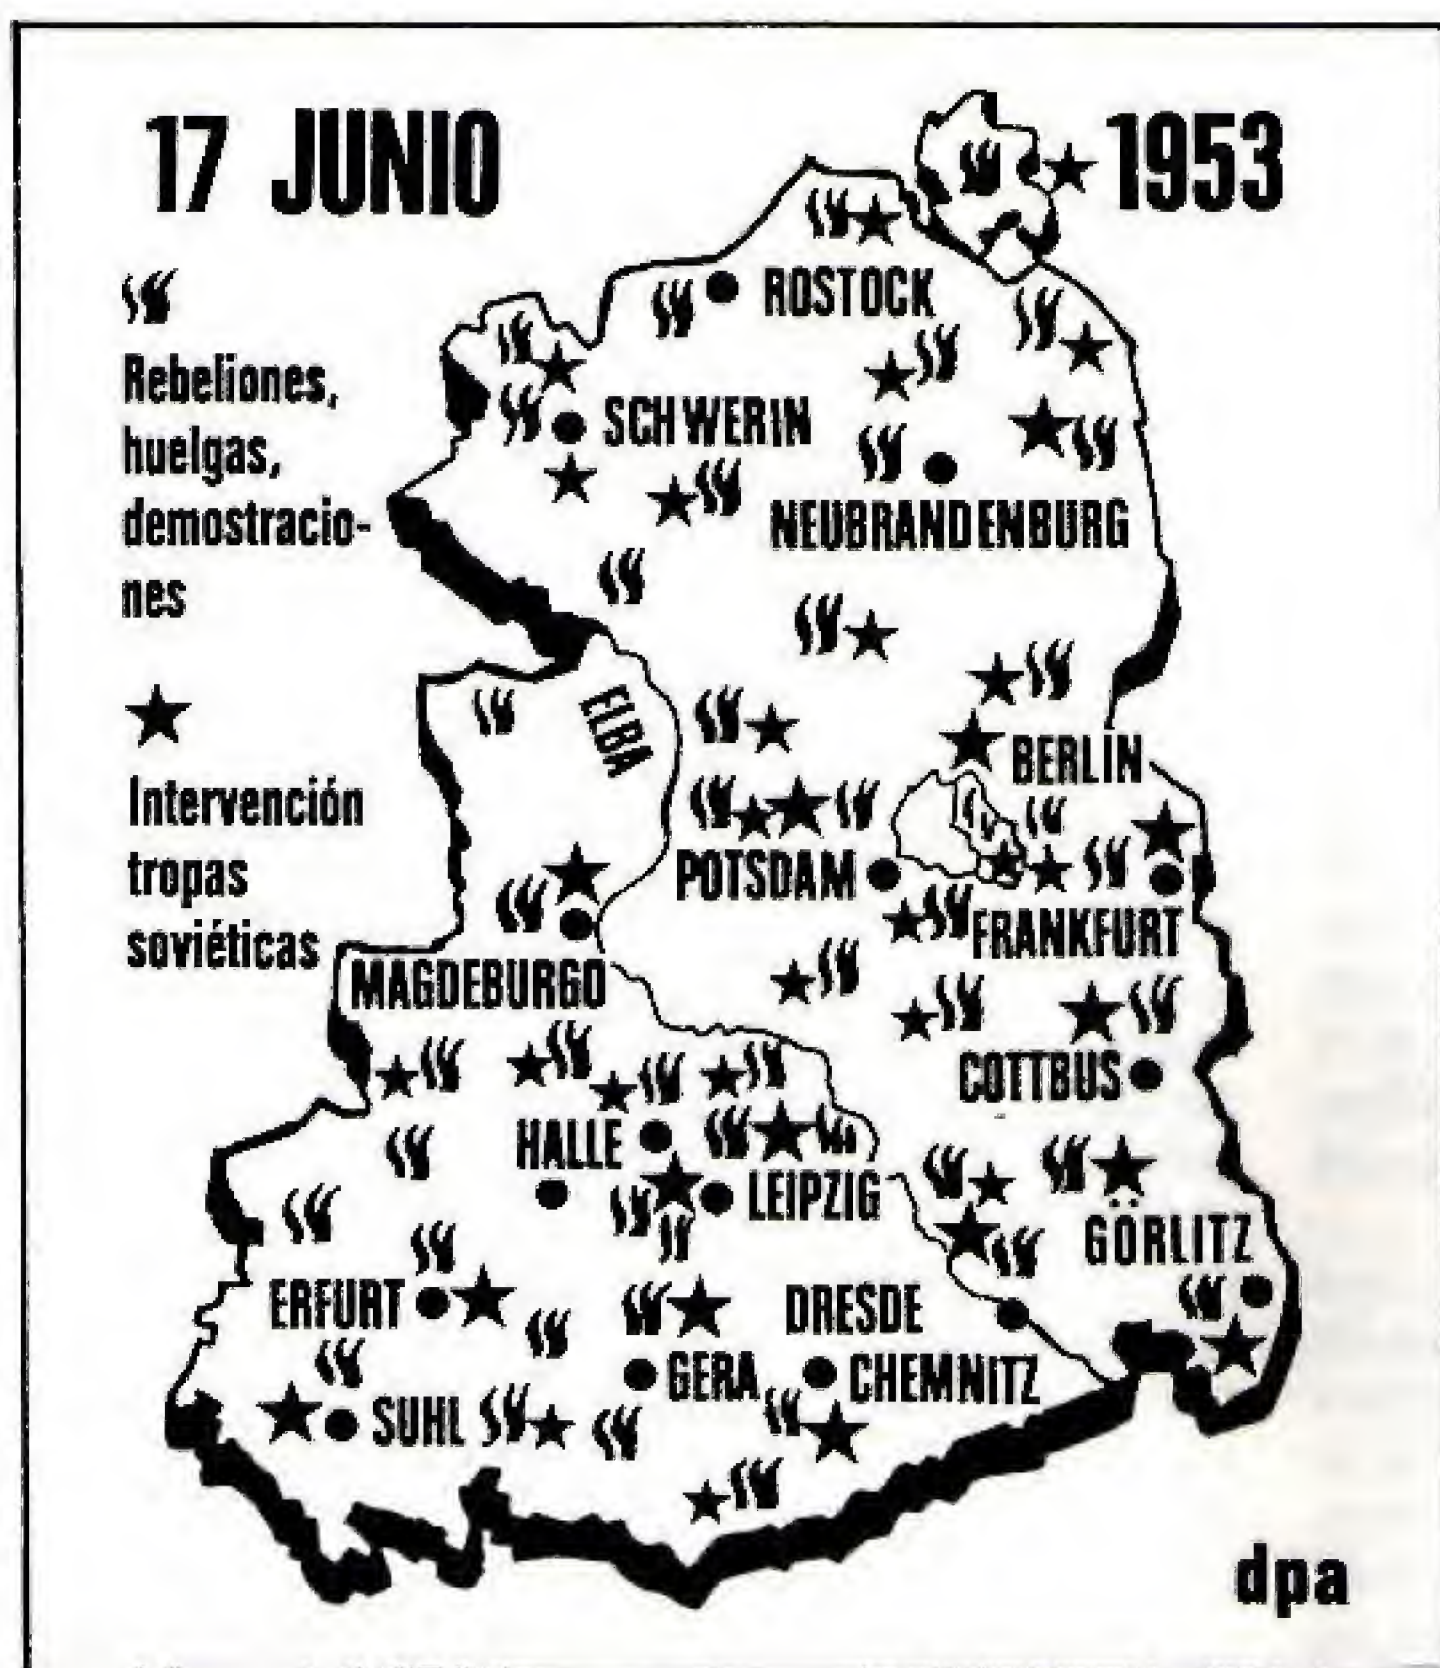 17 JUNIO 1953
Rebeliones,
huelgas,
demostracio-
nes
Intervención
tropas
soviéticas
ROSTOCK
SCHWERIN
NEUBRANDENBURG
ELBA
BERLÍN
POTSDAM
FRANKFURT
MAGDEBURGO
COTTBUS
HALLE
LEIPZIG
GÖRLITZ
ERFURT
DRESDE
GERA
CHEMNITZ
SUHL
dpa